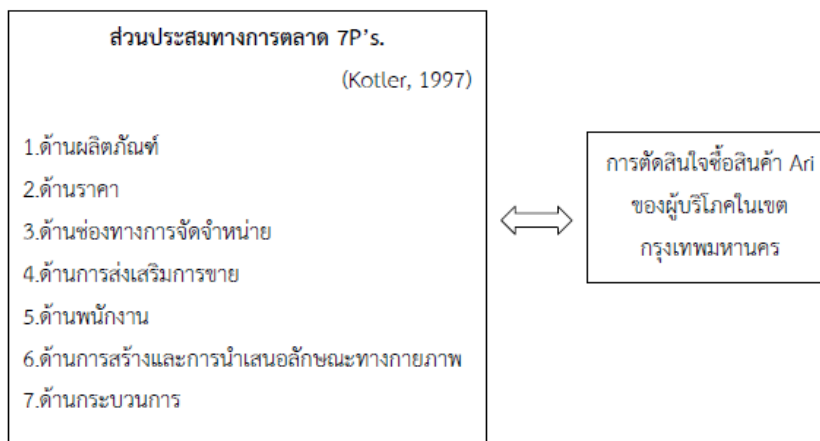 ส่วนประสมทางการตลาด 7P’s.
(Kotler, 1997)
1.ด้านผลิตภัณฑ์
2.ด้านราคา
3.ด้านช่องทางการจัดจำหน่าย
4.ด้านการส่งเสริมการขาย
5.ด้านพนักงาน
6.ด้านการสร้างและการนำเสนอลักษณะทางกายภาพ
7.ด้านกระบวนการ
การตัดสินใจซื้อสินค้า Ari
ของผู้บริโภคในเขต
กรุงเทพมหานคร